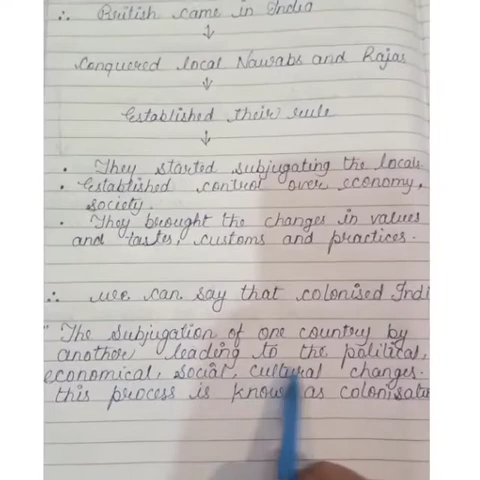 ∴ British came in India
↓
Conquered local Nawabs and Rajas
↓
Established their rule
↓
• They started subjugating the locals
• Established control over economy,
society.
• They brought the changes in values
and tastes, customs and practices.
∴ we can say that colonised Indi
" The subjugation of one country by
another leading to the political,
economical, social cultural changes.
this process is known as colonisatio